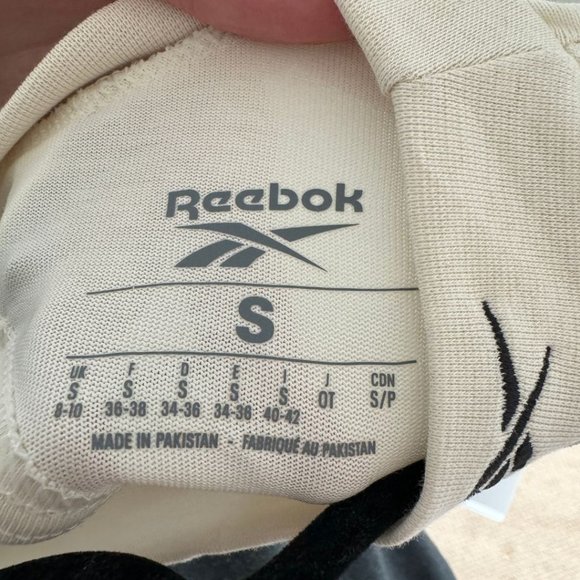 Reebok
S
UK F D E I J CDN
S S S S S OT S/P
8-10 36-38 34-36 34-36 40-42
MADE IN PAKISTAN - FABRIQUÉ AU PAKISTAN